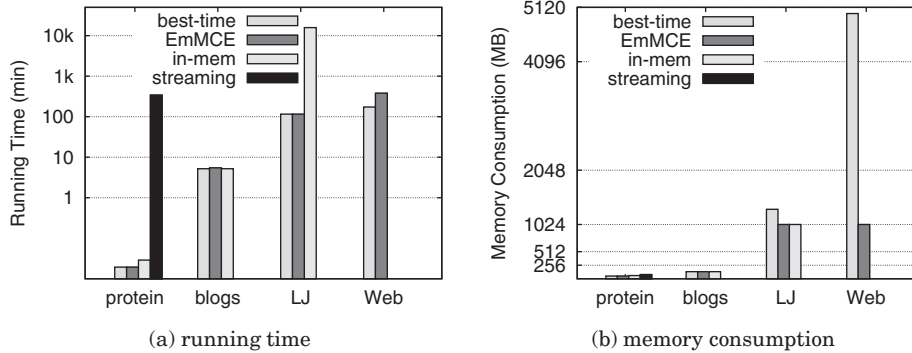 10k
1k
100
10
1
Running Time (min)
best-time
EmMCE
in-mem
streaming
protein blogs LJ Web
(a) running time
5120
4096
2048
1024
512
256
Memory Consumption (MB)
best-time
EmMCE
in-mem
streaming
protein blogs LJ Web
(b) memory consumption